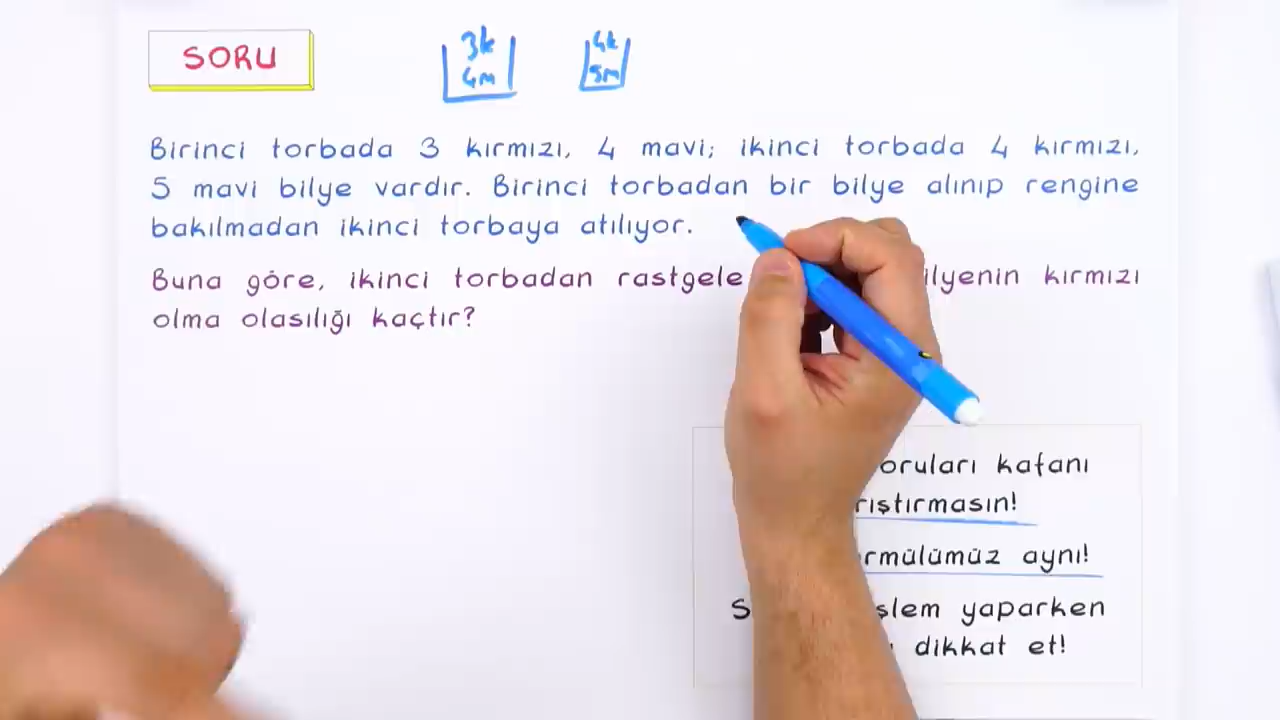 SORU
3k 4k
4m 5m
Birinci torbada 3 kırmızı, 4 mavi; ikinci torbada 4 kırmızı,
5 mavi bilye vardır. Birinci torbadan bir bilye alınıp rengine
bakılmadan ikinci torbaya atılıyor.
Buna göre, ikinci torbadan rastgele ilyenin kırmızı
olma olasılığı kaçtır?
oruları kafanı
rıştırmasın!
rmülümüz aynı!
S şlem yaparken
dikkat et!